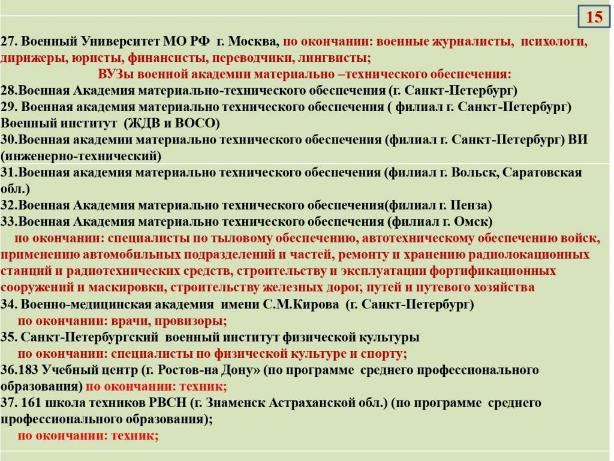 15
27. Военный Университет МО РФ  г. Москва, по окончании: военные журналисты,  психологи,
дирижеры, юристы, финансисты, переводчики, лингвисты;
ВУЗы военной академии материально –технического обеспечения:
28.Военная Академия материально-технического обеспечения (г. Санкт-Петербург)
29. Военная академия материально технического обеспечения ( филиал г. Санкт-Петербург)
Военный институт  (ЖДВ и ВОСО)
30.Военная академии материально технического обеспечения (филиал г. Санкт-Петербург) ВИ
(инженерно-технический)
31.Военная академии материально технического обеспечения (филиал г. Вольск, Саратовская
обл.)
32.Военная Академия материально технического обеспечения(филиал г. Пенза)
33.Военная Академия материально технического обеспечения (филиал г. Омск)
по окончании: специалисты по тыловому обеспечению, автотехническому обеспечению войск,
применению автомобильных подразделений и частей, ремонту и хранению радиолокационных
станций и радиотехнических средств, строительству и эксплуатации фортификационных
сооружений и маскировки, строительству железных дорог, путей и путевого хозяйства
34. Военно-медицинская академия  имени С.М.Кирова  (г. Санкт-Петербург)
по окончании: врачи, провизоры;
35. Санкт-Петербургский  военный институт физической культуры
по окончании: специалисты по физической культуре и спорту;
36.183 Учебный центр (г. Ростов-на Дону» (по программе  среднего профессионального
образования) по окончании: техник;
37. 161 школа техников РВСН (г. Знаменск Астраханской обл.) (по программе  среднего
профессионального образования);
по окончании: техник;